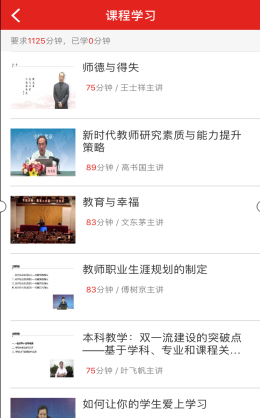 课程学习
要求1125分钟，已学0分钟
师德与得失
75分钟 / 王士祥主讲
新时代教师研究素质与能力提升
策略
89分钟 / 高书国主讲
教育与幸福
83分钟 / 文东茅主讲
教师职业生涯规划的制定
83分钟 / 傅树京主讲
本科教学：双一流建设的突破点
——基于学科、专业和课程关...
75分钟 / 叶飞帆主讲
如何让你的学生爱上学习